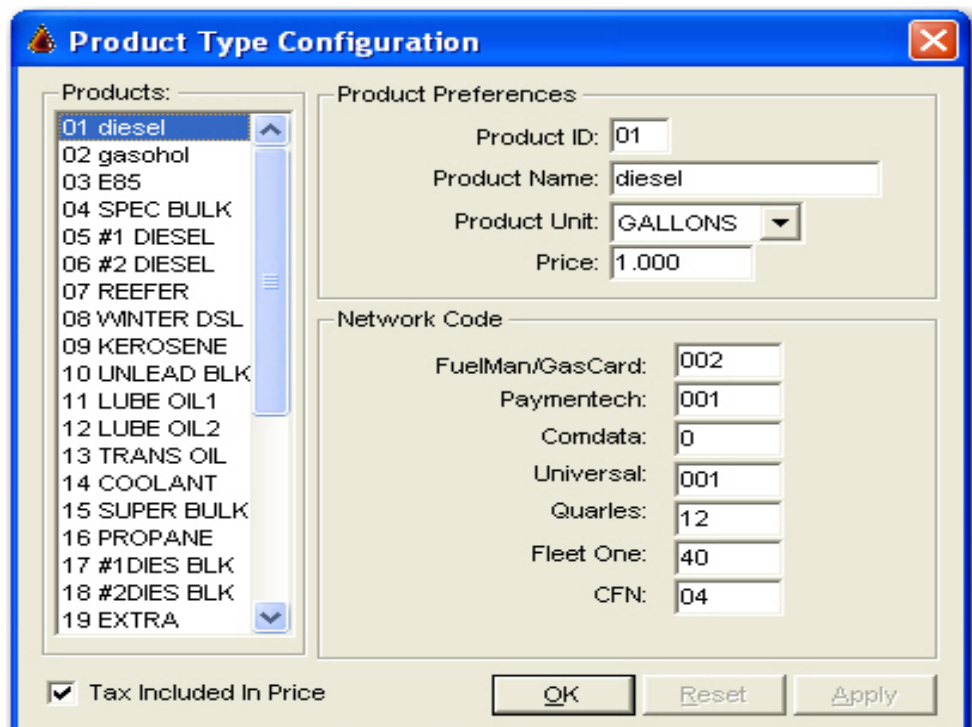 Product Type Configuration
Products:
01 diesel
02 gasohol
03 E85
04 SPEC BULK
05 #1 DIESEL
06 #2 DIESEL
07 REEFER
08 WINTER DSL
09 KEROSENE
10 UNLEAD BLK
11 LUBE OIL1
12 LUBE OIL2
13 TRANS OIL
14 COOLANT
15 SUPER BULK
16 PROPANE
17 #1DIES BLK
18 #2DIES BLK
19 EXTRA
Product Preferences
Product ID: 01
Product Name: diesel
Product Unit: GALLONS
Price: 1.000
Network Code
FuelMan/GasCard: 002
Paymentech: 001
Comdata: 0
Universal: 001
Quarles: 12
Fleet One: 40
CFN: 04
Tax Included In Price
OK Reset Apply